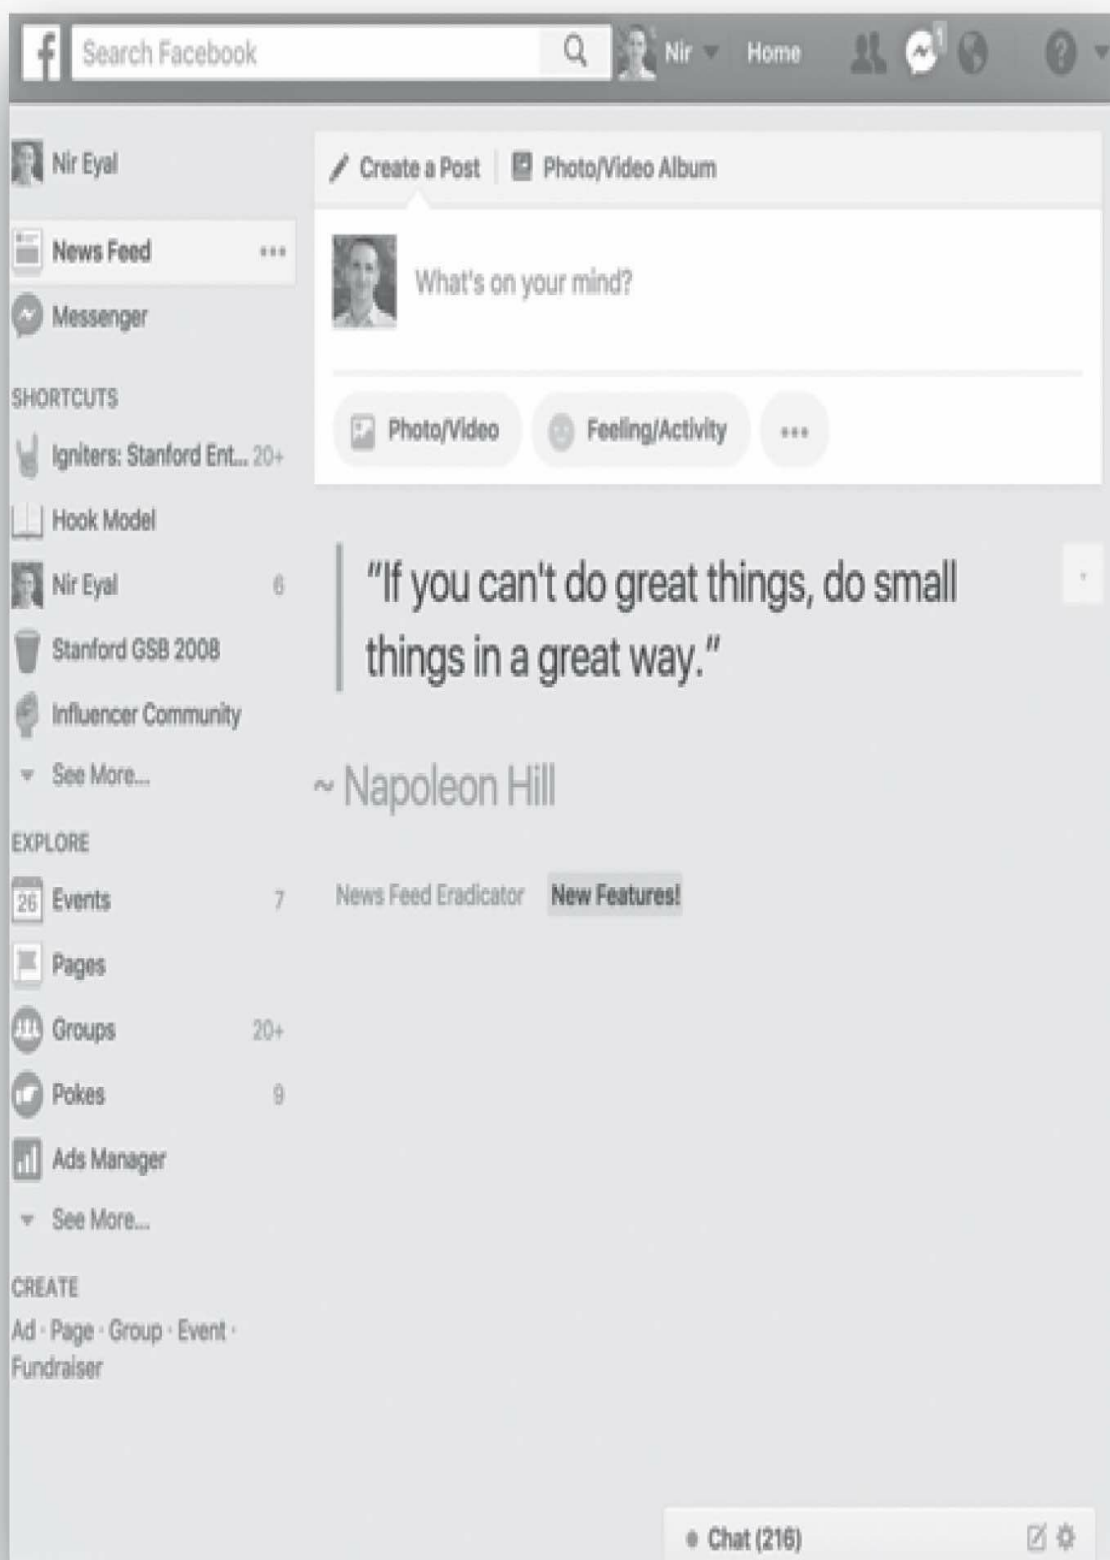 f Search Facebook Nir Home 1 ?
Nir Eyal
News Feed ...
Messenger
SHORTCUTS
Igniters: Stanford Ent... 20+
Hook Model
Nir Eyal 6
Stanford GSB 2008
Influencer Community
See More...
EXPLORE
26 Events 7
Pages
Groups 20+
Pokes 9
Ads Manager
See More...
CREATE
Ad · Page · Group · Event ·
Fundraiser
Create a Post Photo/Video Album
What's on your mind?
Photo/Video Feeling/Activity ...
“If you can't do great things, do small
things in a great way.”
~ Napoleon Hill
News Feed Eradicator New Features!
Chat (216)